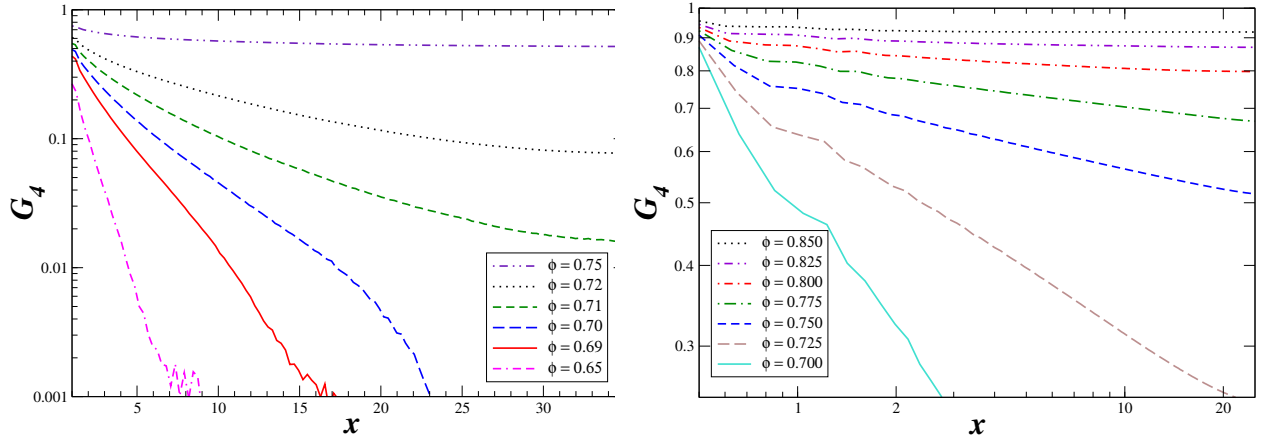 1
0.1
0.01
0.001
G4
5
10
15
20
25
30
x
ϕ = 0.75
ϕ = 0.72
ϕ = 0.71
ϕ = 0.70
ϕ = 0.69
ϕ = 0.65
1
0.9
0.8
0.7
0.6
0.5
0.4
0.3
G4
1
2
10
20
x
ϕ = 0.850
ϕ = 0.825
ϕ = 0.800
ϕ = 0.775
ϕ = 0.750
ϕ = 0.725
ϕ = 0.700